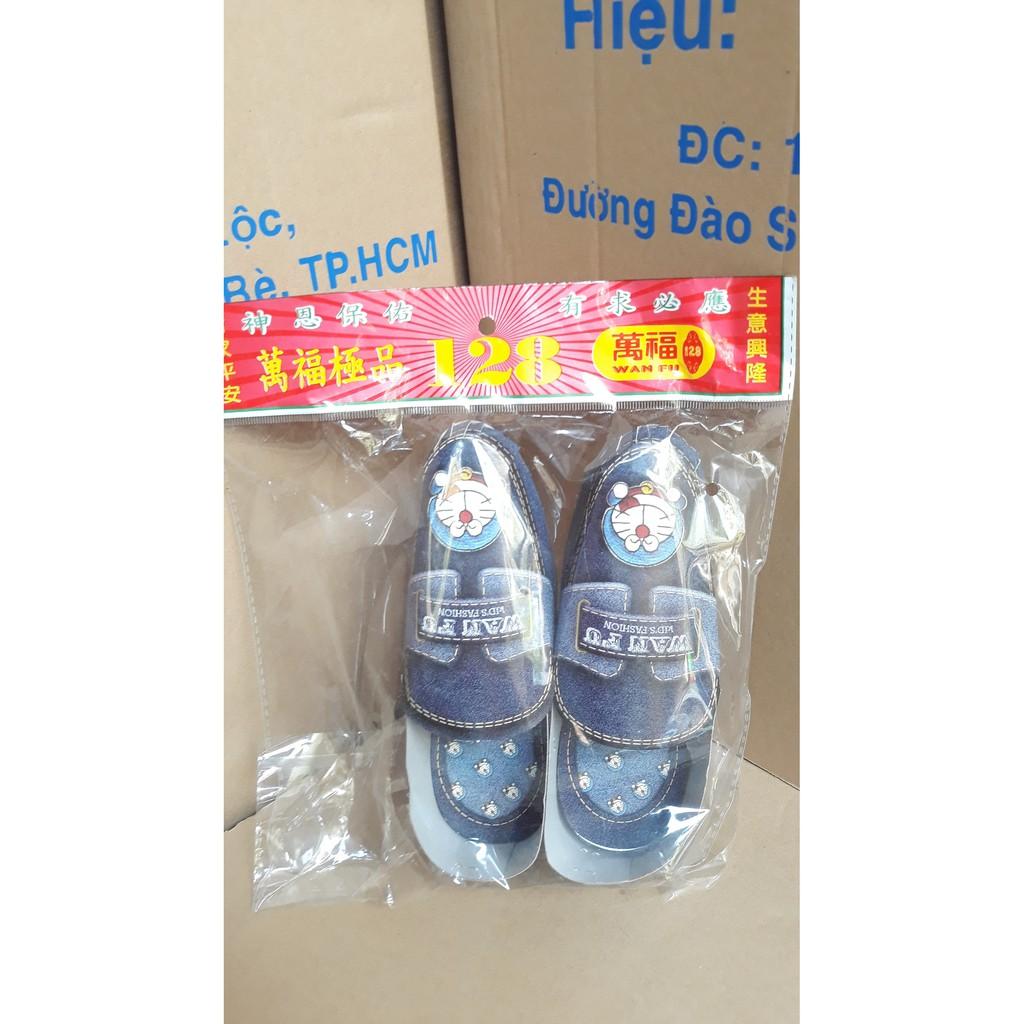 Hiệu:
ĐC: 1
Đường Đào S
Lộc,
Bè, TP.HCM
神恩保佑
有求必應
平安
萬福極品
128
萬福
128
WAN FU
生意興隆
WAN FU
KID'S FASHION
WAN FU
KID'S FASHION